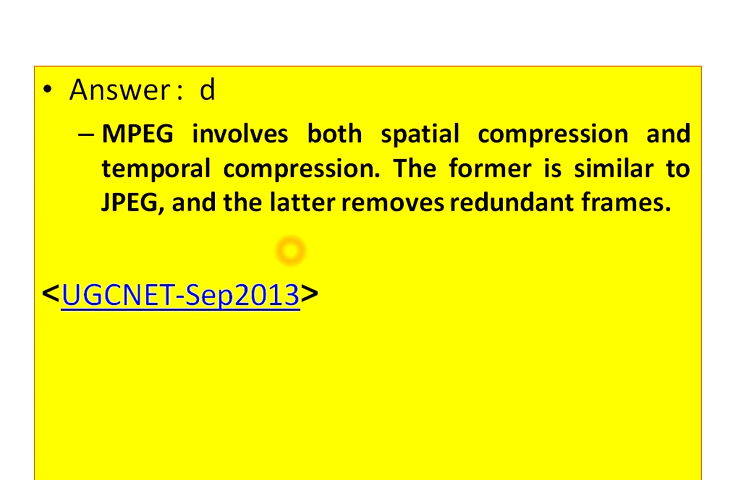 • Answer: d
– MPEG involves both spatial compression and
temporal compression. The former is similar to
JPEG, and the latter removes redundant frames.
<UGCNET-Sep2013>